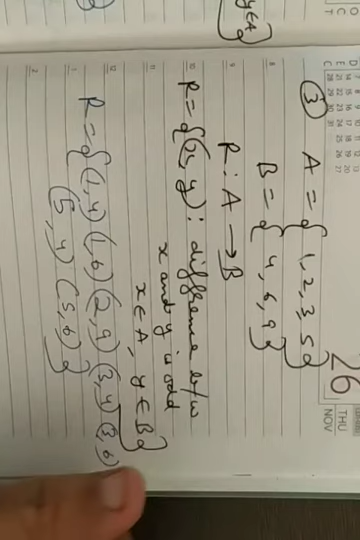 y∈A}
26
THU
NOV
③ A = {1,2,3,5}
B = {4,6,9}
R : A → B
R = {(x, y) : difference b/w
x and y is odd
x ∈ A, y ∈ B}
R = {(1,4) (1,6) (2,9) (3,4) (3,6)
(5,4) (5,6)}